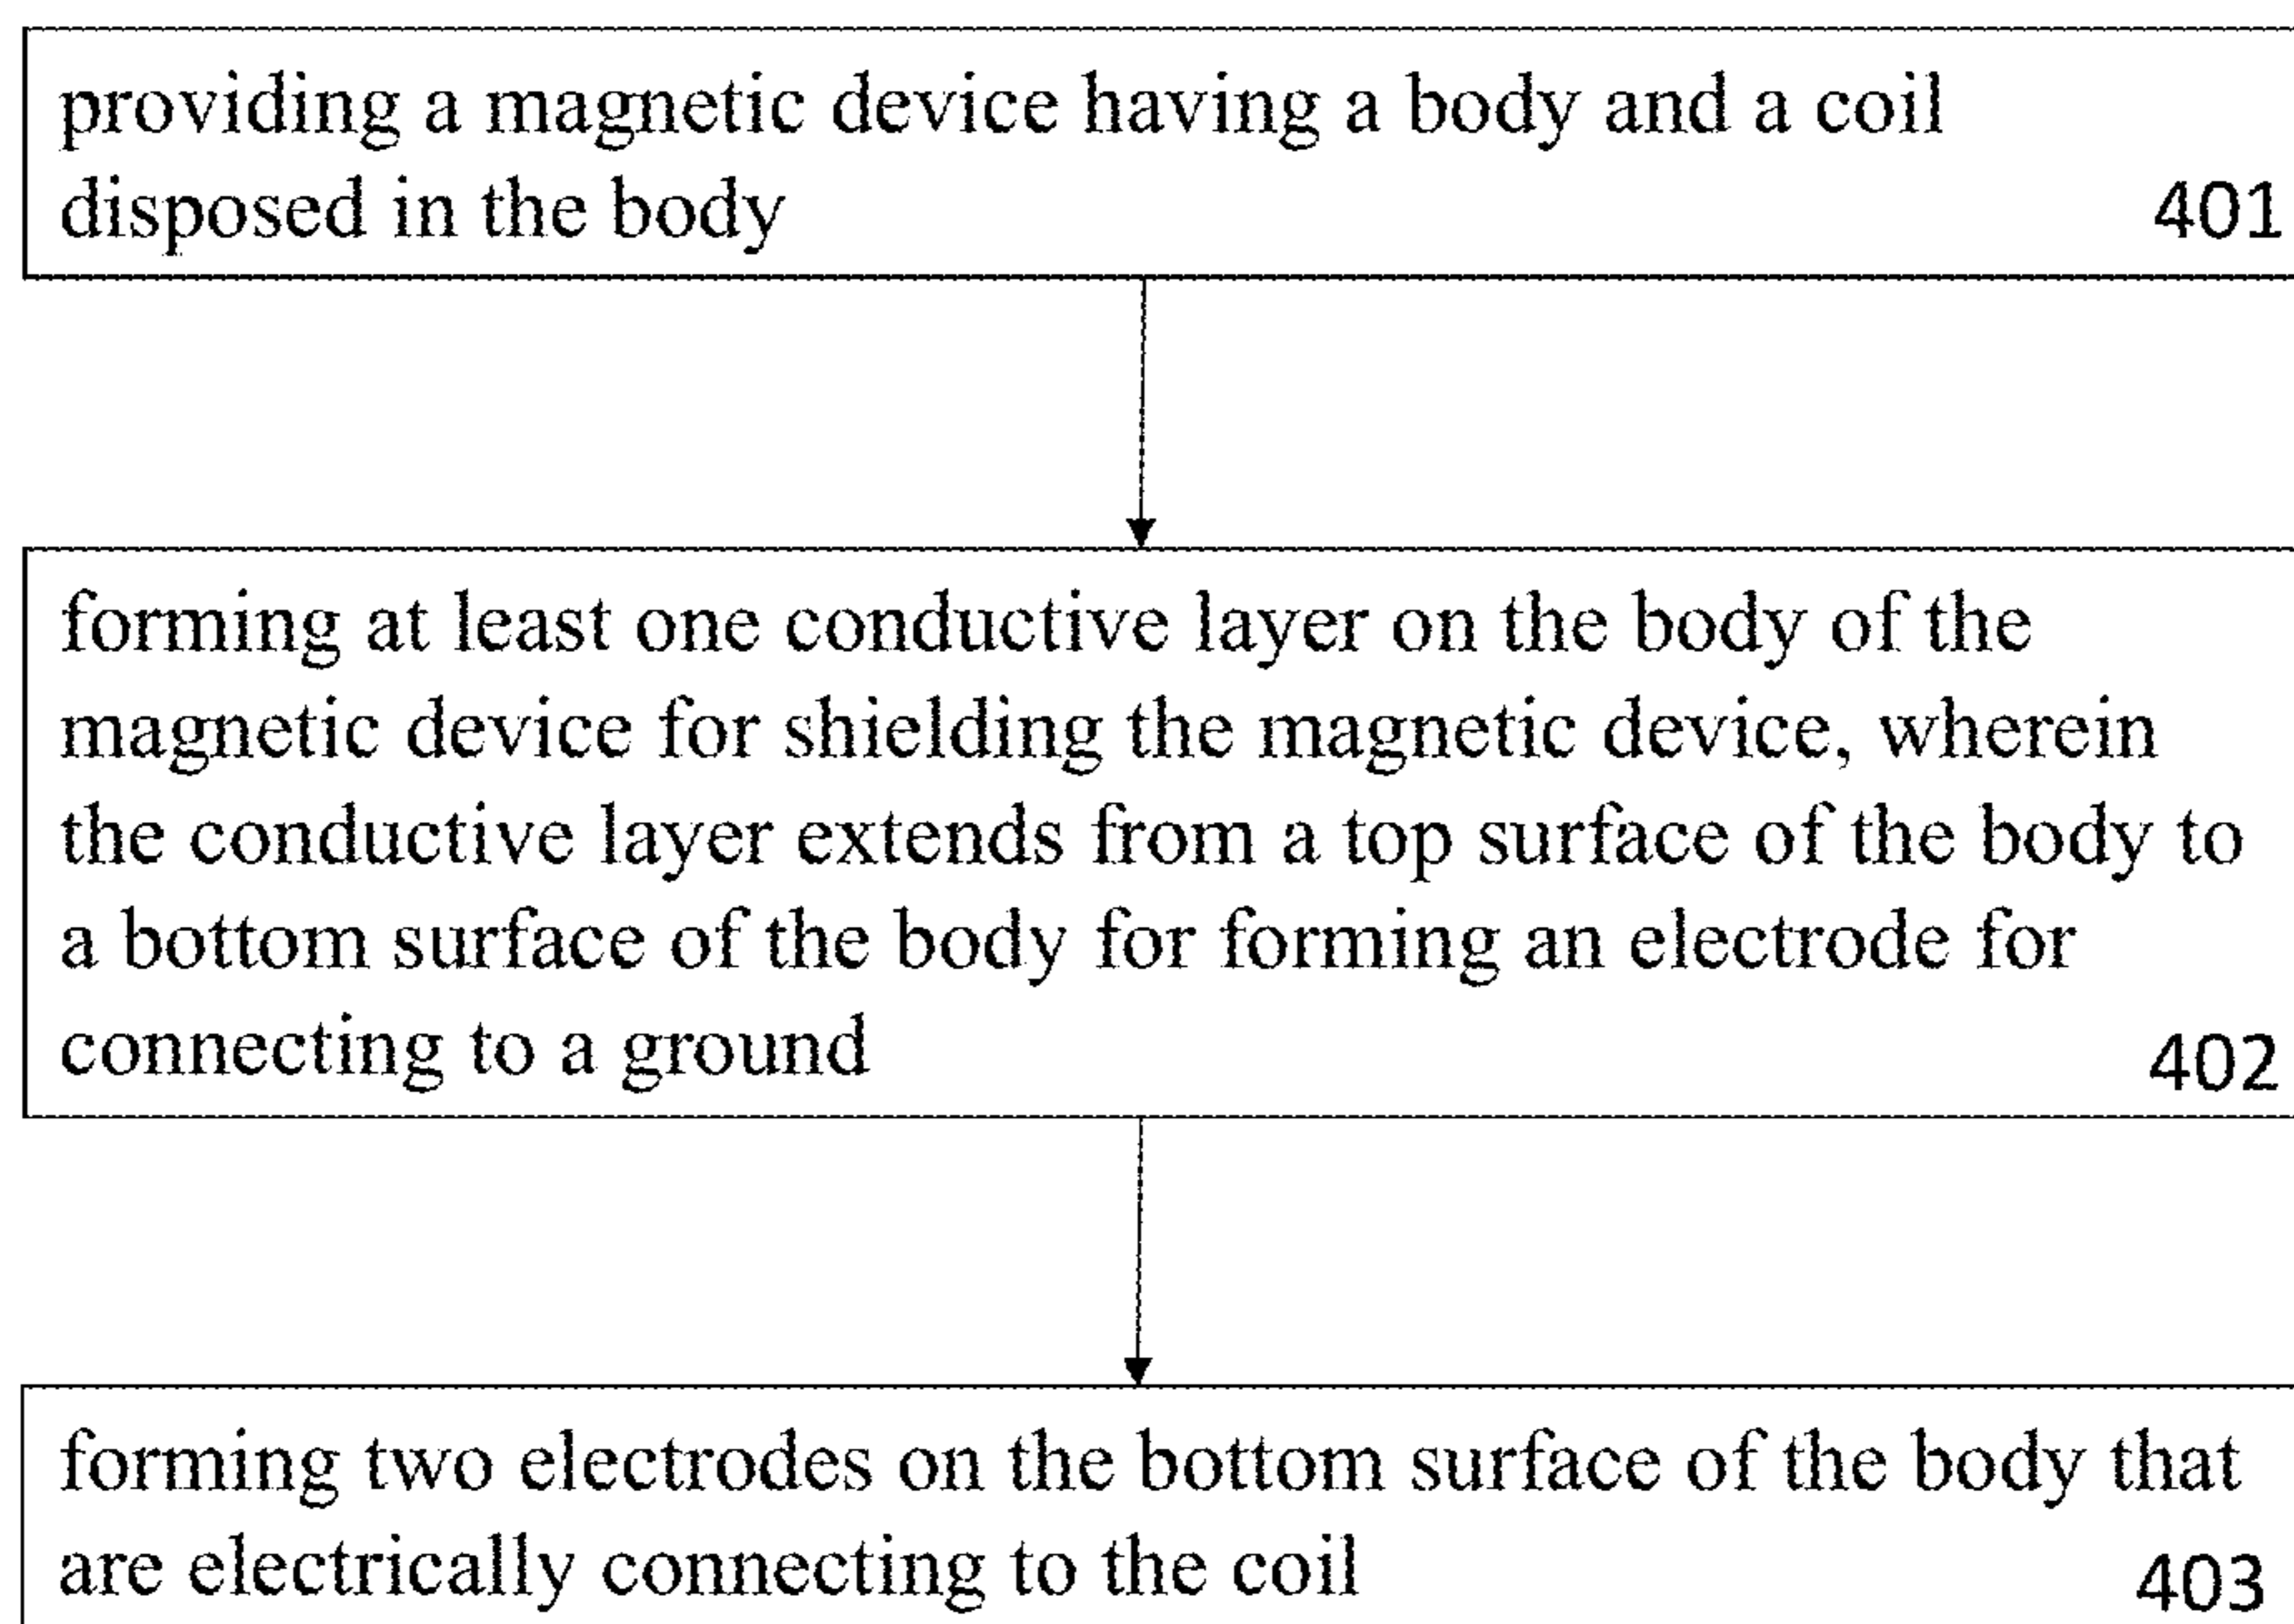 providing a magnetic device having a body and a coil
disposed in the body 401
forming at least one conductive layer on the body of the
magnetic device for shielding the magnetic device, wherein
the conductive layer extends from a top surface of the body to
a bottom surface of the body for forming an electrode for
connecting to a ground 402
forming two electrodes on the bottom surface of the body that
are electrically connecting to the coil 403